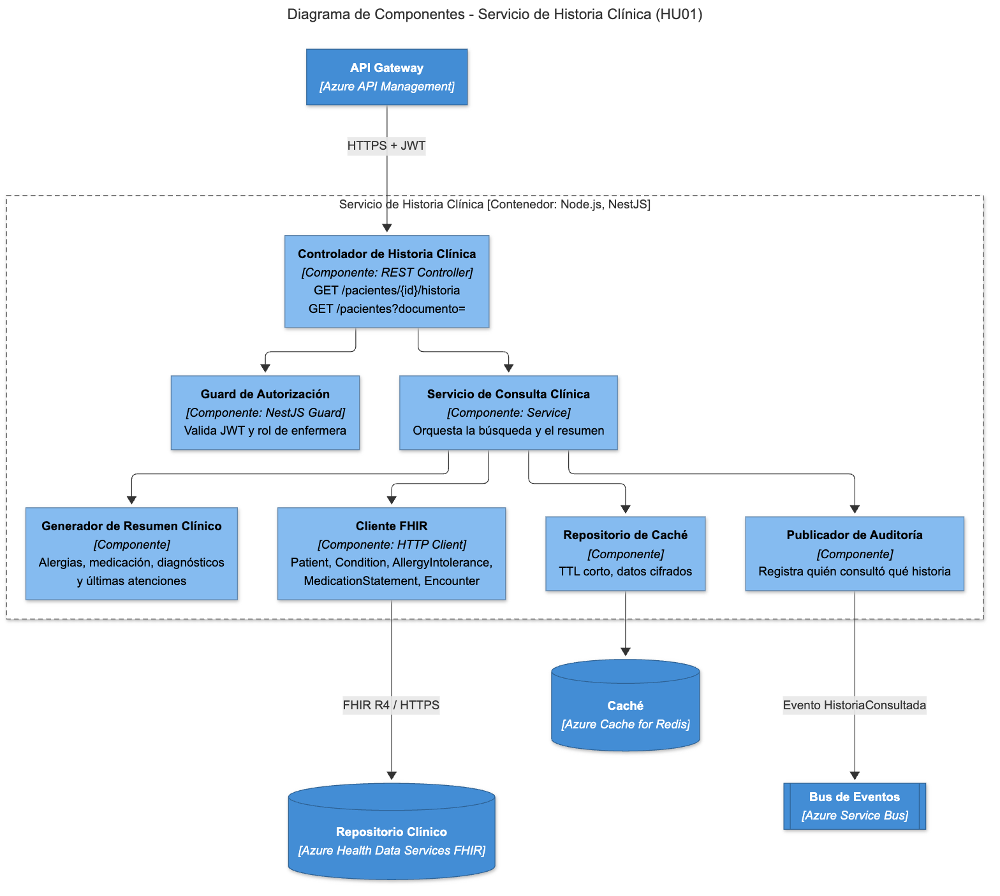 Diagrama de Componentes - Servicio de Historia Clínica (HU01)
API Gateway
[Azure API Management]
HTTPS + JWT
Servicio de Historia Clínica [Contenedor: Node.js, NestJS]
Controlador de Historia Clínica
[Componente: REST Controller]
GET /pacientes/{id}/historia
GET /pacientes?documento=
Guard de Autorización
[Componente: NestJS Guard]
Valida JWT y rol de enfermera
Servicio de Consulta Clínica
[Componente: Service]
Orquesta la búsqueda y el resumen
Generador de Resumen Clínico
[Componente]
Alergias, medicación, diagnósticos
y últimas atenciones
Cliente FHIR
[Componente: HTTP Client]
Patient, Condition, AllergyIntolerance,
MedicationStatement, Encounter
Repositorio de Caché
[Componente]
TTL corto, datos cifrados
Publicador de Auditoría
[Componente]
Registra quién consultó qué historia
FHIR R4 / HTTPS
Caché
[Azure Cache for Redis]
Evento HistoriaConsultada
Repositorio Clínico
[Azure Health Data Services FHIR]
Bus de Eventos
[Azure Service Bus]